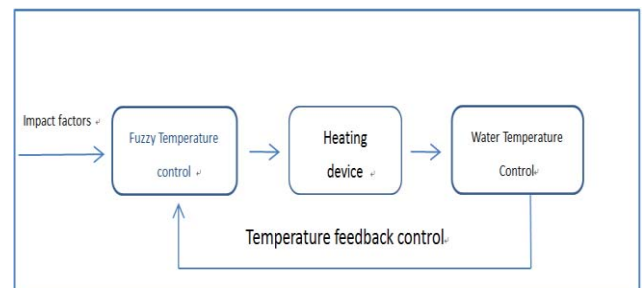 Impact factors
Fuzzy Temperature
control
Heating
device
Water Temperature
Control
Temperature feedback control